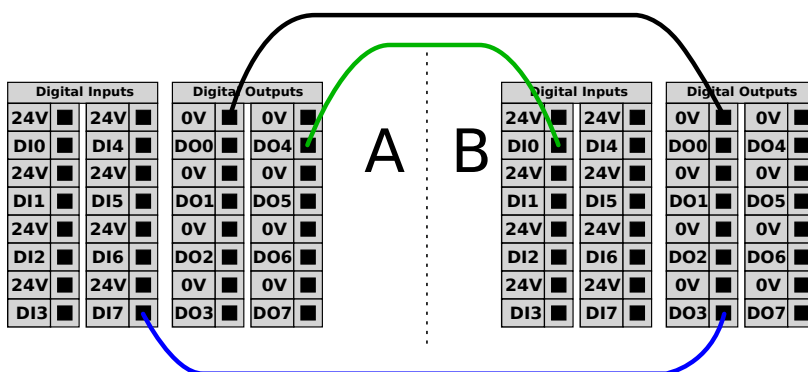 Digital Inputs Digital Outputs Digital Inputs Digital Outputs
24V 24V 0V 0V 24V 24V 0V 0V
DI0 DI4 DO0 DO4 A B DI0 DI4 DO0 DO4
24V 24V 0V 0V 24V 24V 0V 0V
DI1 DI5 DO1 DO5 DI1 DI5 DO1 DO5
24V 24V 0V 0V 24V 24V 0V 0V
DI2 DI6 DO2 DO6 DI2 DI6 DO2 DO6
24V 24V 0V 0V 24V 24V 0V 0V
DI3 DI7 DO3 DO7 DI3 DI7 DO3 DO7